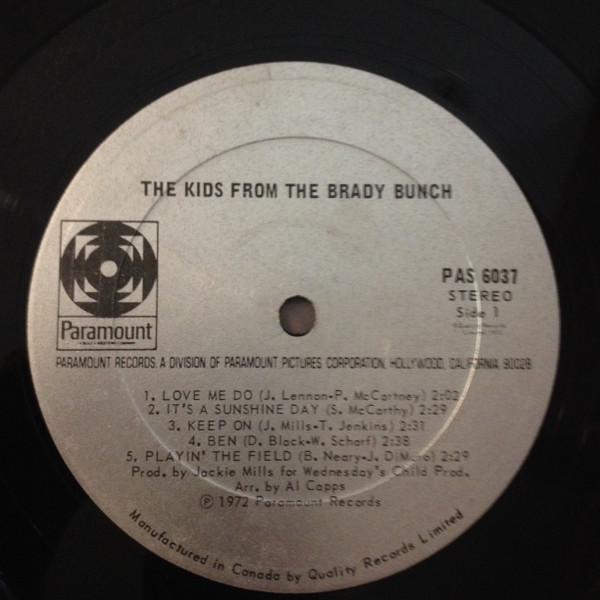 THE KIDS FROM THE BRADY BUNCH
Paramount
PAS 6037
STEREO
Side 1
PARAMOUNT RECORDS, A DIVISION OF PARAMOUNT PICTURES CORPORATION, HOLLYWOOD, CALIFORNIA 90028
1. LOVE ME DO (J. Lennon-P. McCartney) 2:02
2. IT'S A SUNSHINE DAY (S. McCarthy) 2:29
3. KEEP ON (J. Mills-T. Jenkins) 2:31
4. BEN (D. Black-W. Scharf) 2:38
5. PLAYIN' THE FIELD (B. Neary-J. DiMuro) 2:29
Prod. by Jackie Mills for Wednesday's Child Prod.
Arr. by Al Capps
Ⓟ 1972 Paramount Records
Manufactured in Canada by Quality Records Limited